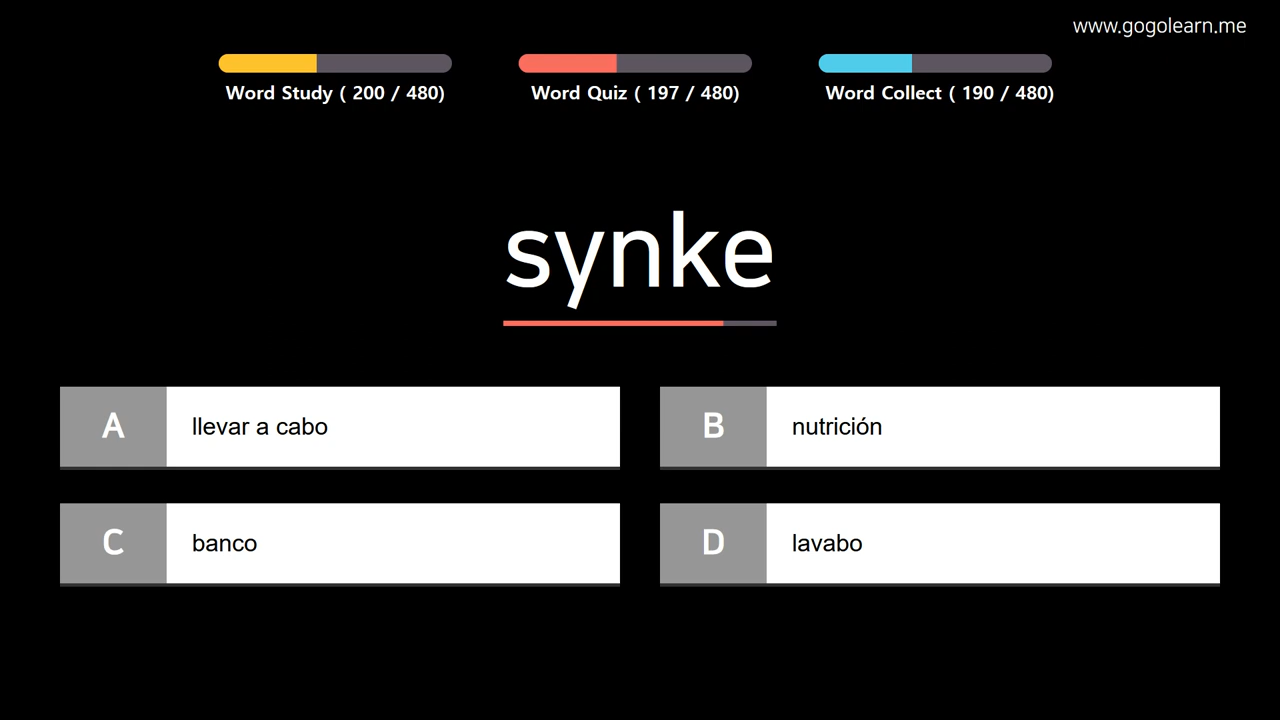 www.gogolearn.me
Word Study ( 200 / 480)
Word Quiz ( 197 / 480)
Word Collect ( 190 / 480)
synke
A
llevar a cabo
B
nutrición
C
banco
D
lavabo